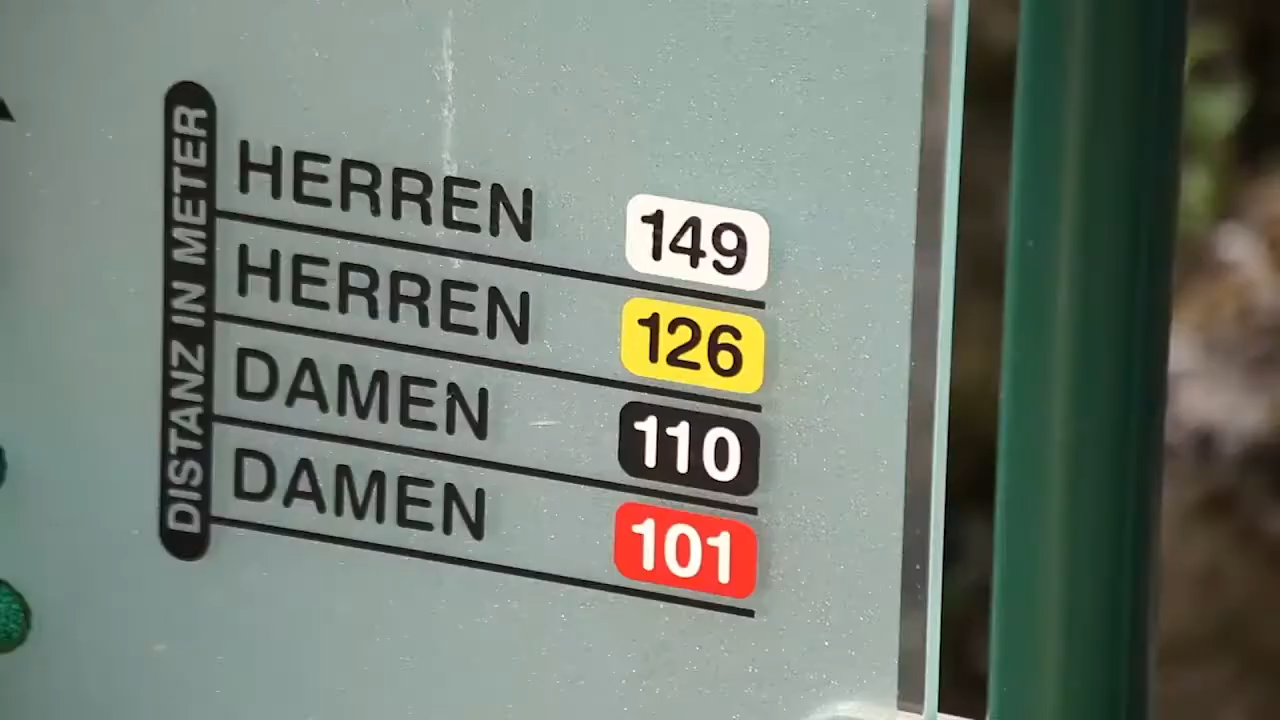 DISTANZ IN METER
HERREN 149
HERREN 126
DAMEN 110
DAMEN 101